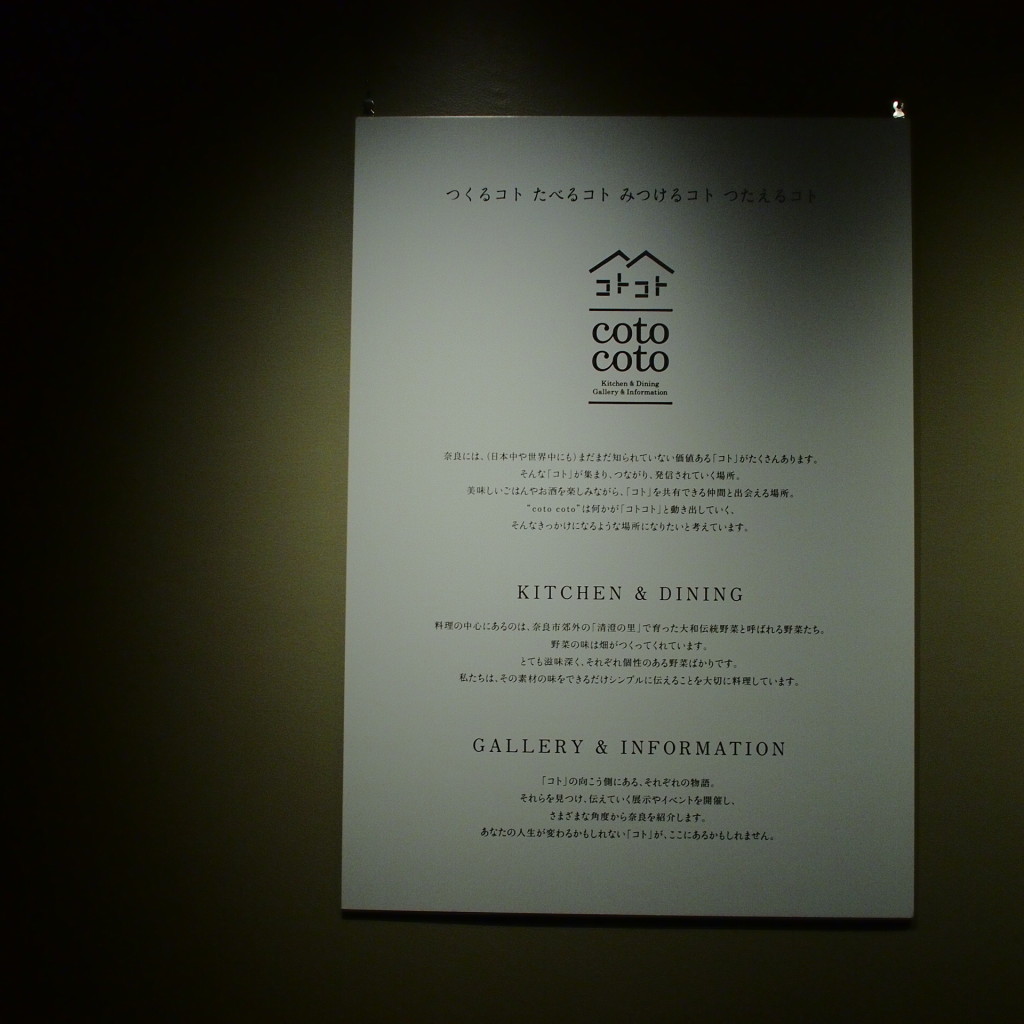 つくるコト たべるコト みつけるコト つたえるコト
コトコト
coto
coto
Kitchen & Dining
Gallery & Information
奈良には、(日本中や世界中にも)まだまだ知られていない価値ある「コト」がたくさんあります。
そんな「コト」が集まり、つながり、発信されていく場所。
美味しいごはんやお酒を楽しみながら、「コト」を共有できる仲間と出会える場所。
“coto coto”は何かが「コトコト」と動き出していく、
そんなきっかけになるような場所になりたいと考えています。
KITCHEN & DINING
料理の中心にあるのは、奈良市郊外の「清澄の里」で育った大和伝統野菜と呼ばれる野菜たち。
野菜の味は畑がつくってくれています。
とても滋味深く、それぞれ個性のある野菜ばかりです。
私たちは、その素材の味をできるだけシンプルに伝えることを大切に料理しています。
GALLERY & INFORMATION
「コト」の向こう側にある、それぞれの物語。
それらを見つけ、伝えていく展示やイベントを開催し、
さまざまな角度から奈良を紹介します。
あなたの人生が変わるかもしれない「コト」が、ここにあるかもしれません。